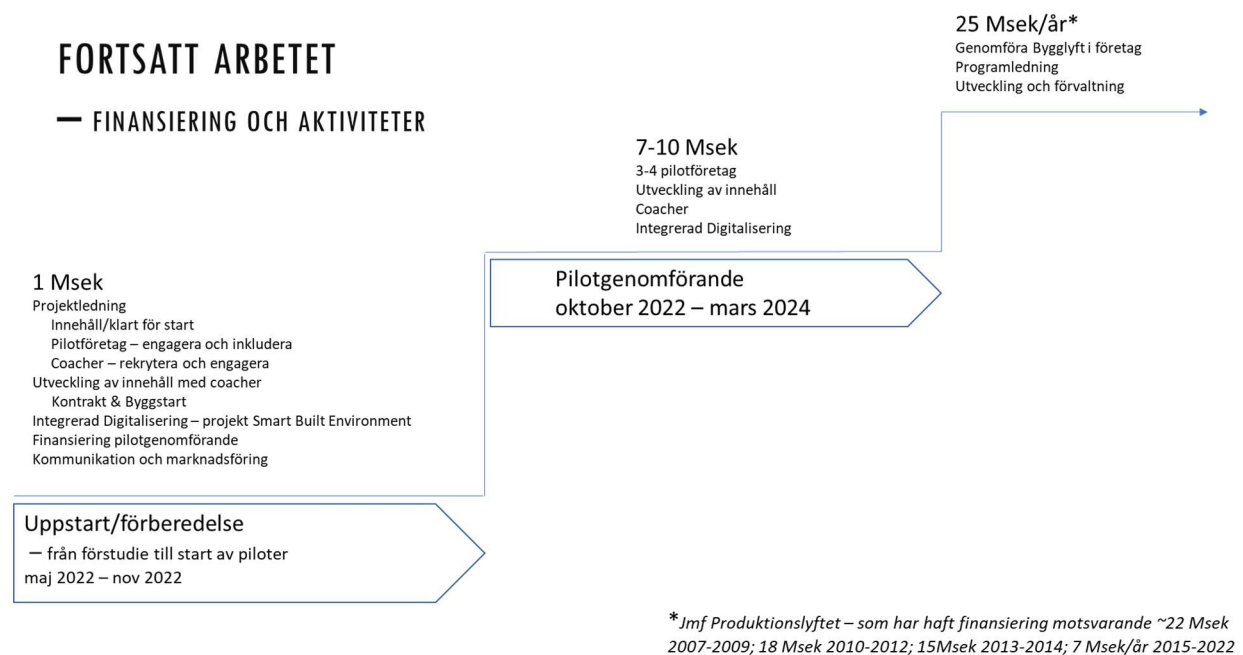 FORTSATT ARBETET
– FINANSIERING OCH AKTIVITETER
25 Msek/år*
Genomföra Bygglyft i företag
Programledning
Utveckling och förvaltning
7-10 Msek
3-4 pilotföretag
Utveckling av innehåll
Coacher
Integrerad Digitalisering
Pilotgenomförande
oktober 2022 – mars 2024
1 Msek
Projektledning
Innehåll/klart för start
Pilotföretag – engagera och inkludera
Coacher – rekrytera och engagera
Utveckling av innehåll med coacher
Kontrakt & Byggstart
Integrerad Digitalisering – projekt Smart Built Environment
Finansiering pilotgenomförande
Kommunikation och marknadsföring
Uppstart/förberedelse
– från förstudie till start av piloter
maj 2022 – nov 2022
*Jmf Produktionslyftet – som har haft finansiering motsvarande ~22 Msek
2007-2009; 18 Msek 2010-2012; 15Msek 2013-2014; 7 Msek/år 2015-2022